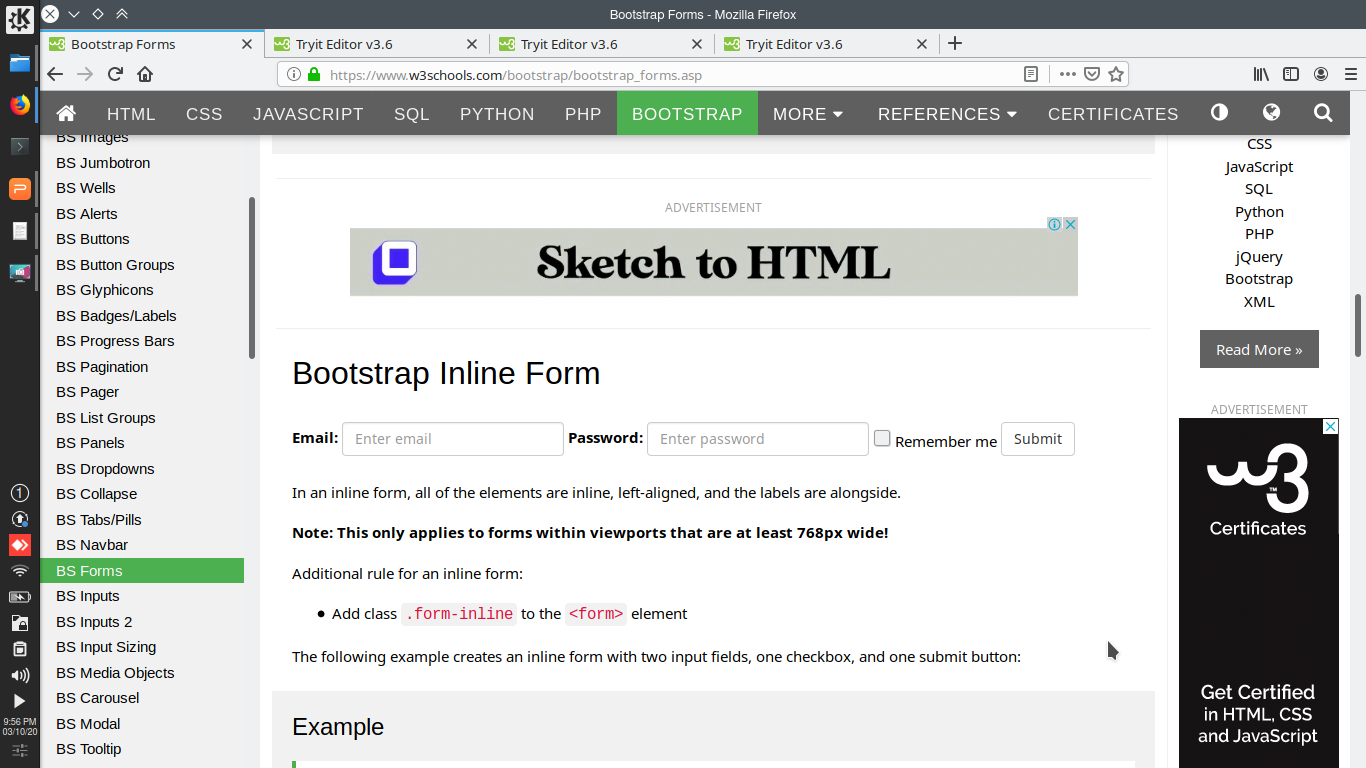 Bootstrap Forms - Mozilla Firefox
Bootstrap Forms
Tryit Editor v3.6
Tryit Editor v3.6
Tryit Editor v3.6
https://www.w3schools.com/bootstrap/bootstrap_forms.asp
HTML CSS JAVASCRIPT SQL PYTHON PHP BOOTSTRAP MORE REFERENCES CERTIFICATES
BS Images
BS Jumbotron
BS Wells
BS Alerts
BS Buttons
BS Button Groups
BS Glyphicons
BS Badges/Labels
BS Progress Bars
BS Pagination
BS Pager
BS List Groups
BS Panels
BS Dropdowns
BS Collapse
BS Tabs/Pills
BS Navbar
BS Forms
BS Inputs
BS Inputs 2
BS Input Sizing
BS Media Objects
BS Carousel
BS Modal
BS Tooltip
ADVERTISEMENT
Sketch to HTML
Bootstrap Inline Form
Email: Enter email Password: Enter password Remember me Submit
In an inline form, all of the elements are inline, left-aligned, and the labels are alongside.
Note: This only applies to forms within viewports that are at least 768px wide!
Additional rule for an inline form:
• Add class .form-inline to the <form> element
The following example creates an inline form with two input fields, one checkbox, and one submit button:
Example
CSS
JavaScript
SQL
Python
PHP
jQuery
Bootstrap
XML
Read More »
ADVERTISEMENT
w3
™
Certificates
Get Certified
in HTML, CSS
and JavaScript
1
9:56 PM
03/10/20